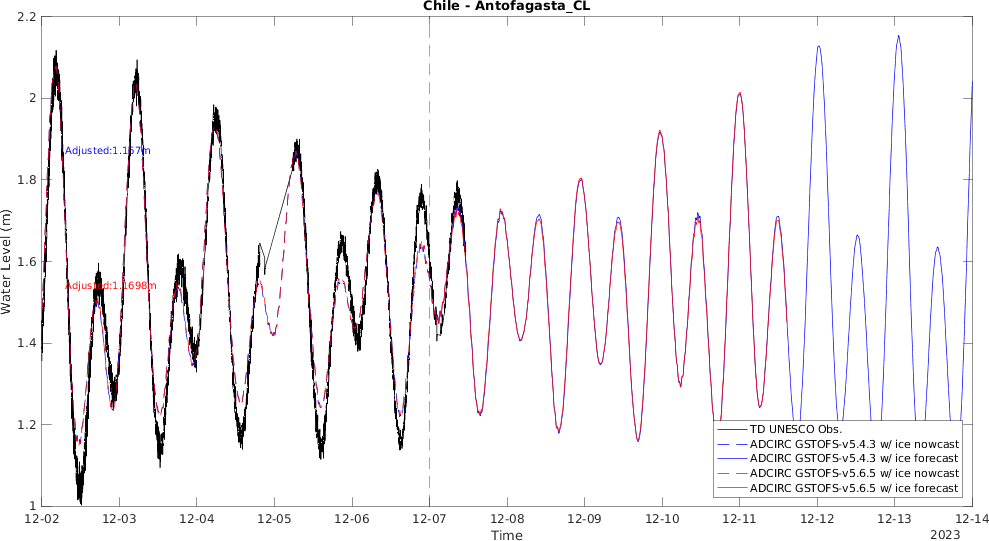 Chile - Antofagasta_CL
2.2
2
1.8
1.6
1.4
1.2
1
Water Level (m)
Adjusted:1.167m
Adjusted:1.1698m
TD UNESCO Obs.
ADCIRC GSTOFS-v5.4.3 w/ ice nowcast
ADCIRC GSTOFS-v5.4.3 w/ ice forecast
ADCIRC GSTOFS-v5.6.5 w/ ice nowcast
ADCIRC GSTOFS-v5.6.5 w/ ice forecast
12-02 12-03 12-04 12-05 12-06 12-07 12-08 12-09 12-10 12-11 12-12 12-13 12-14
Time
2023